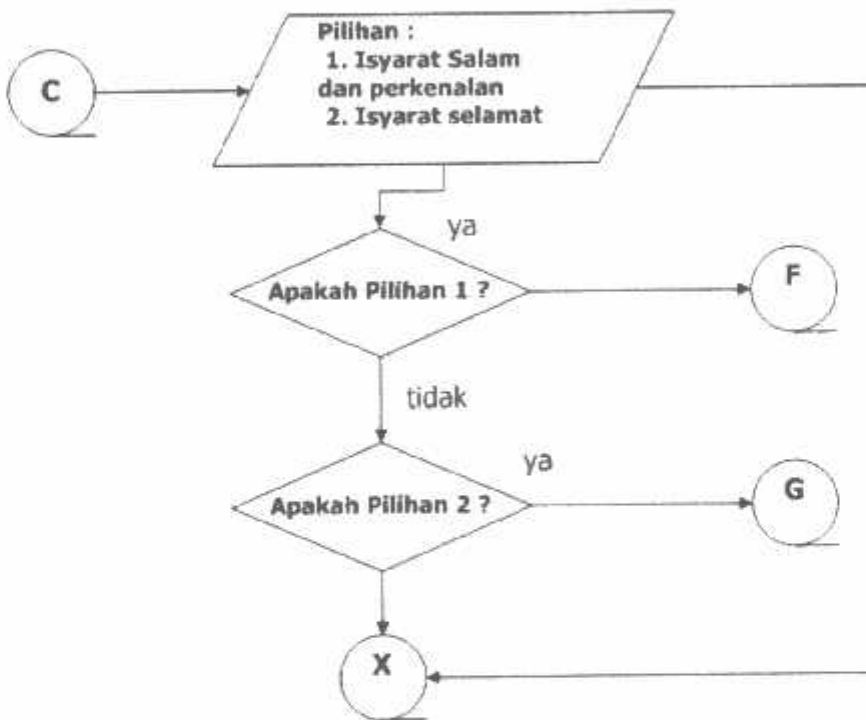 Pilihan :
1. Isyarat Salam
dan perkenalan
2. Isyarat selamat
C
ya
Apakah Pilihan 1 ?
F
tidak
ya
Apakah Pilihan 2 ?
G
X